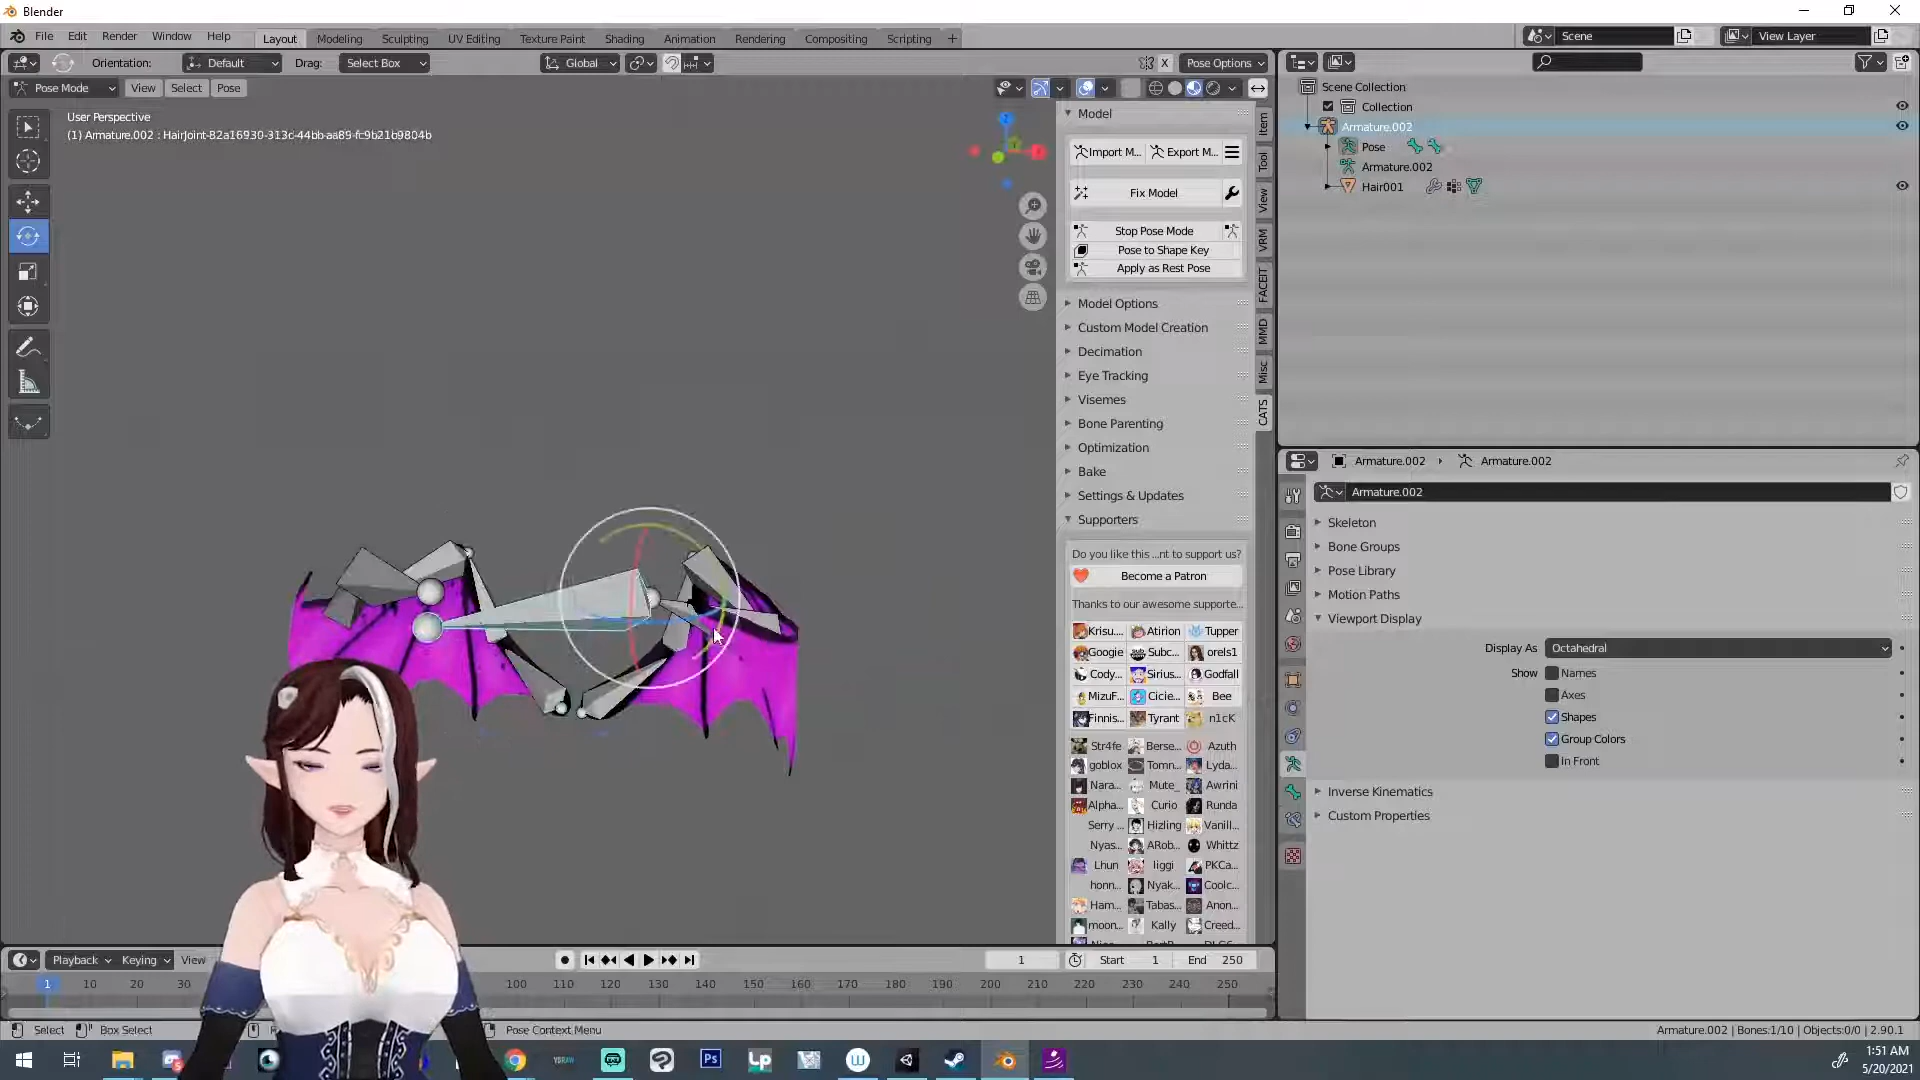 Blender
File Edit Render Window Help
Layout Modeling Sculpting UV Editing Texture Paint Shading Animation Rendering Compositing Scripting +
Scene
View Layer
Orientation: Default Drag: Select Box
Global
X
Pose Options
Pose Mode View Select Pose
User Perspective
(1) Armature.002 : HairJoint-82a16930-313c-44bb-aa89-fc9b21b9804b
Model
Import M... Export M...
Fix Model
Stop Pose Mode
Pose to Shape Key
Apply as Rest Pose
Model Options
Custom Model Creation
Decimation
Eye Tracking
Visemes
Bone Parenting
Optimization
Bake
Settings & Updates
Supporters
Do you like this ...nt to support us?
Become a Patron
Thanks to our awesome supporte...
Krisu.... Atirion Tupper
Googie Subc... orels1
Cody... Sirius... Godfall
MizuF... Cicie... Bee
Finnis... Tyrant n1cK
Str4fe Berse... Azuth
goblox Tomn... Lyda...
Nara... Mute_ Awrini
Alpha... Curio Runda
Serry ... Hizling Vanill...
Nyas... ARob... Whittz
Lhun liggi PKCa...
honn... Nyak... Coolc...
Ham... Tabas... Anon...
moon... Kally Creed...
Item
Tool
View
VRM
FACEIT
MMD
Misc
CATS
Scene Collection
Collection
Armature.002
Pose
Armature.002
Hair001
Armature.002 Armature.002
Armature.002
Skeleton
Bone Groups
Pose Library
Motion Paths
Viewport Display
Display As Octahedral
Show Names
Axes
Shapes
Group Colors
In Front
Inverse Kinematics
Custom Properties
Playback Keying View
1 Start 1 End 250
1 10 20 30 100 110 120 130 140 150 160 170 180 190 200 210 220 230 240 250
Select Box Select Pose Context Menu
Armature.002 | Bones:1/10 | Objects:0/0 | 2.90.1
1:51 AM
5/20/2021